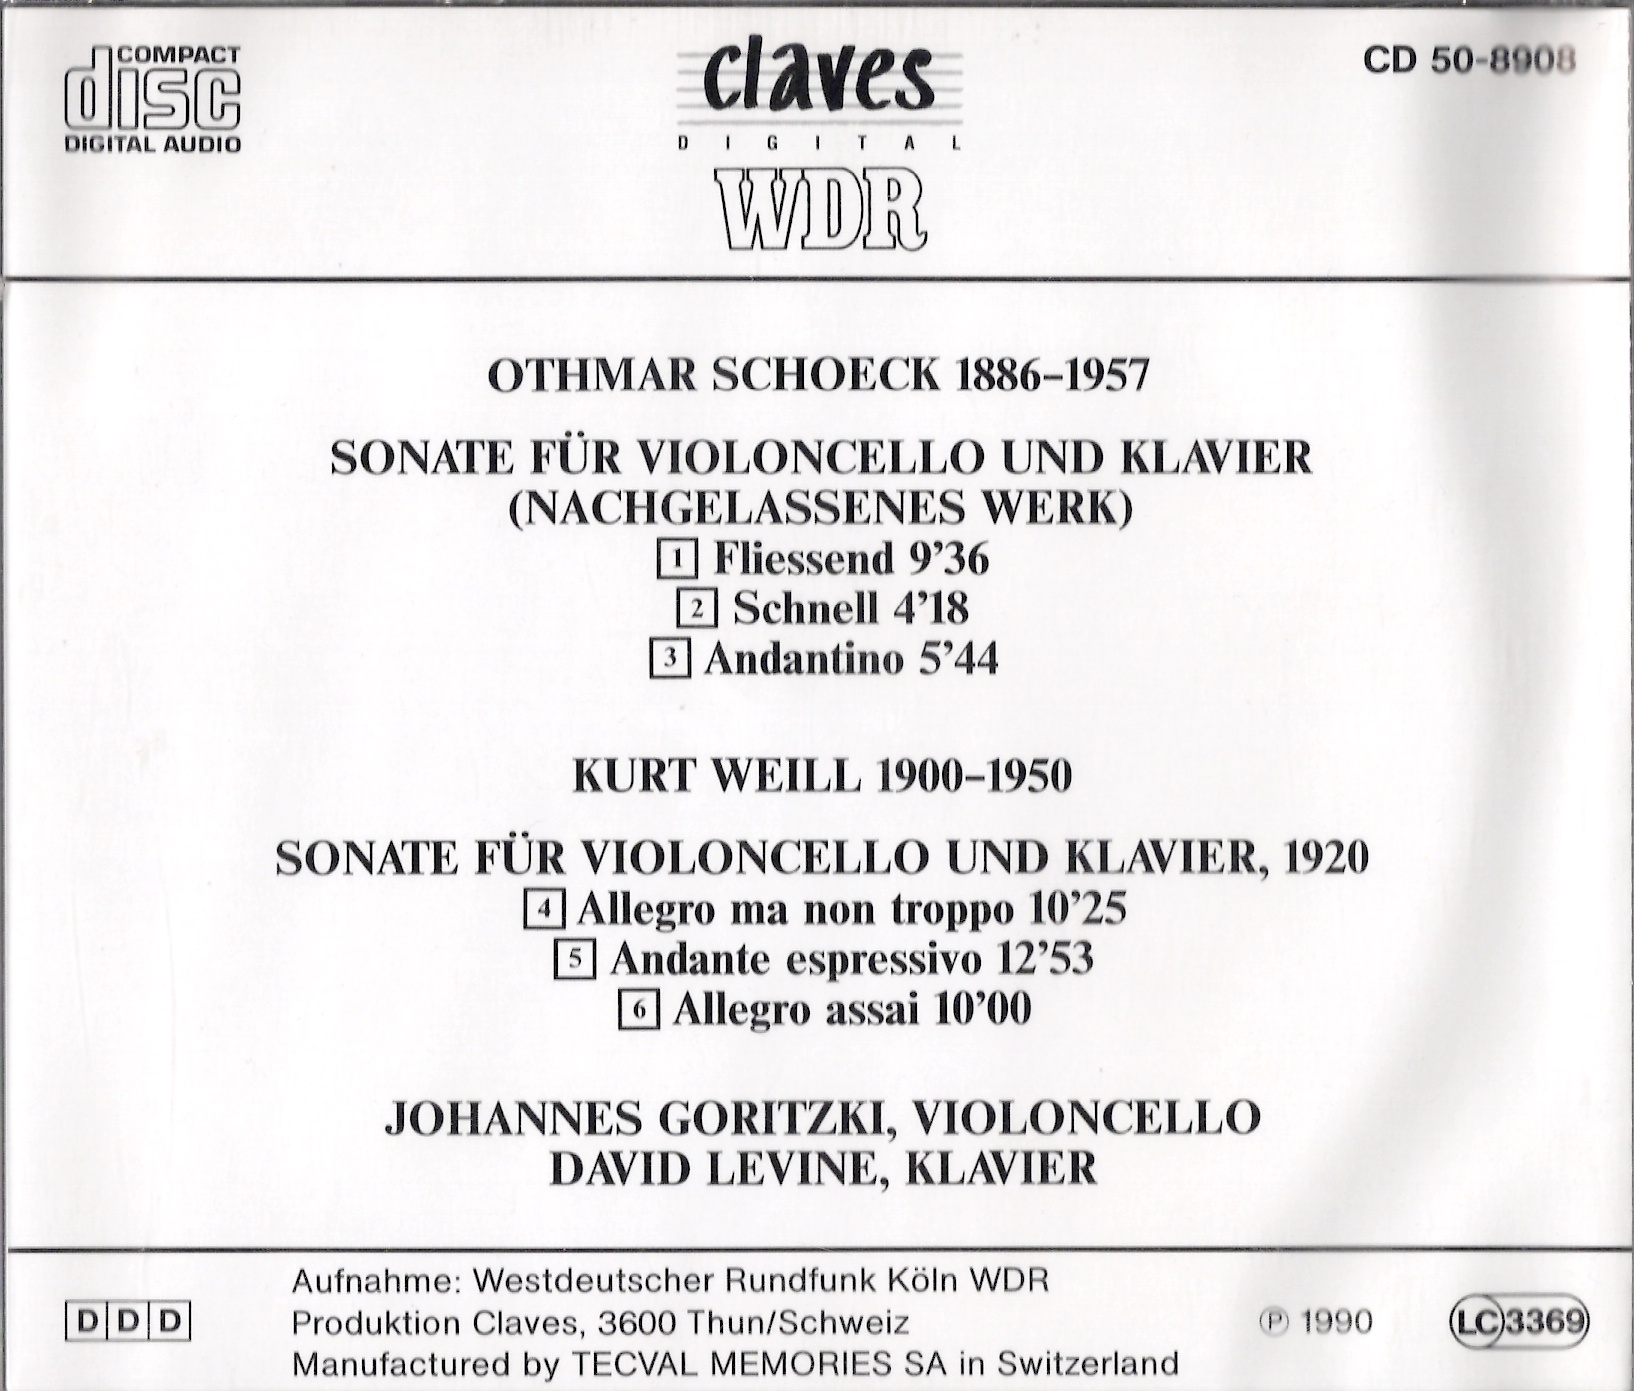 COMPACT
disc
DIGITAL AUDIO
claves
DIGITAL
WDR
CD 50-8908
OTHMAR SCHOECK 1886–1957
SONATE FÜR VIOLONCELLO UND KLAVIER
(NACHGELASSENES WERK)
1 Fliessend 9’36
2 Schnell 4’18
3 Andantino 5’44
KURT WEILL 1900–1950
SONATE FÜR VIOLONCELLO UND KLAVIER, 1920
4 Allegro ma non troppo 10’25
5 Andante espressivo 12’53
6 Allegro assai 10’00
JOHANNES GORITZKI, VIOLONCELLO
DAVID LEVINE, KLAVIER
DDD
Aufnahme: Westdeutscher Rundfunk Köln WDR
Produktion Claves, 3600 Thun/Schweiz
Manufactured by TECVAL MEMORIES SA in Switzerland
℗ 1990
LC 3369